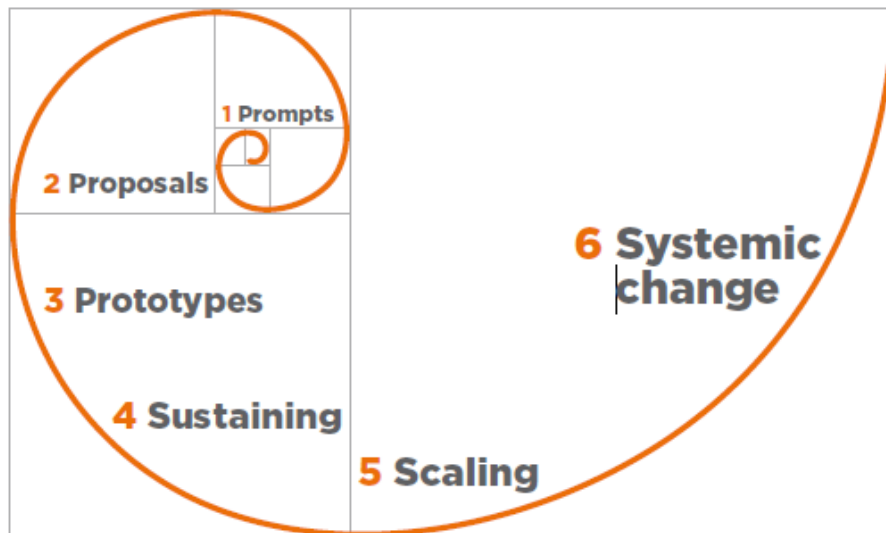 1 Prompts
2 Proposals
3 Prototypes
4 Sustaining
5 Scaling
6 Systemic
change